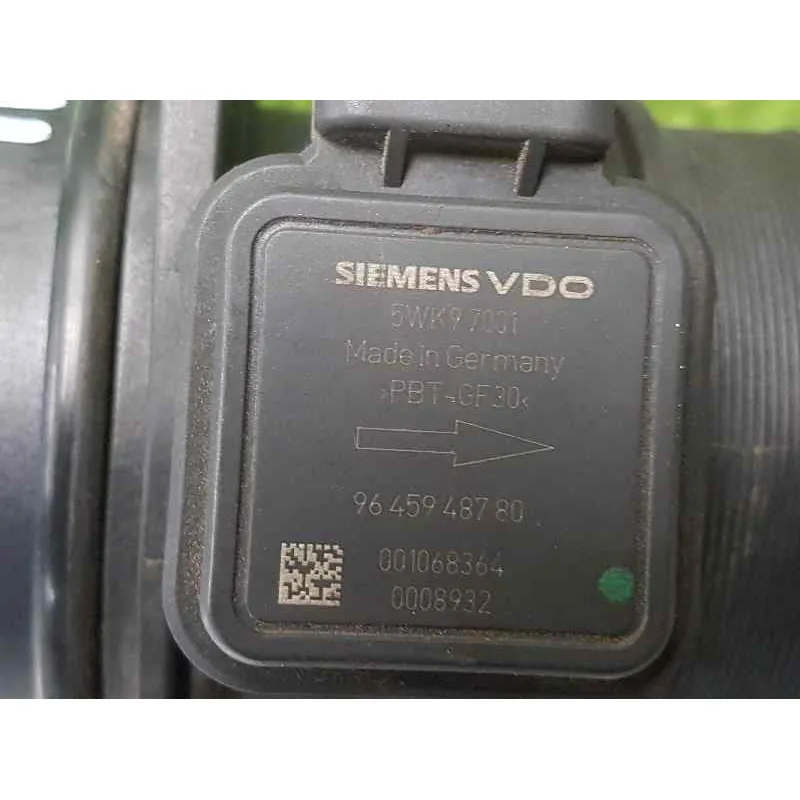 SIEMENS VDO
5WK9 7001
Made in Germany
>PBT-GF30<
96 459 487 80
001068364
0008932